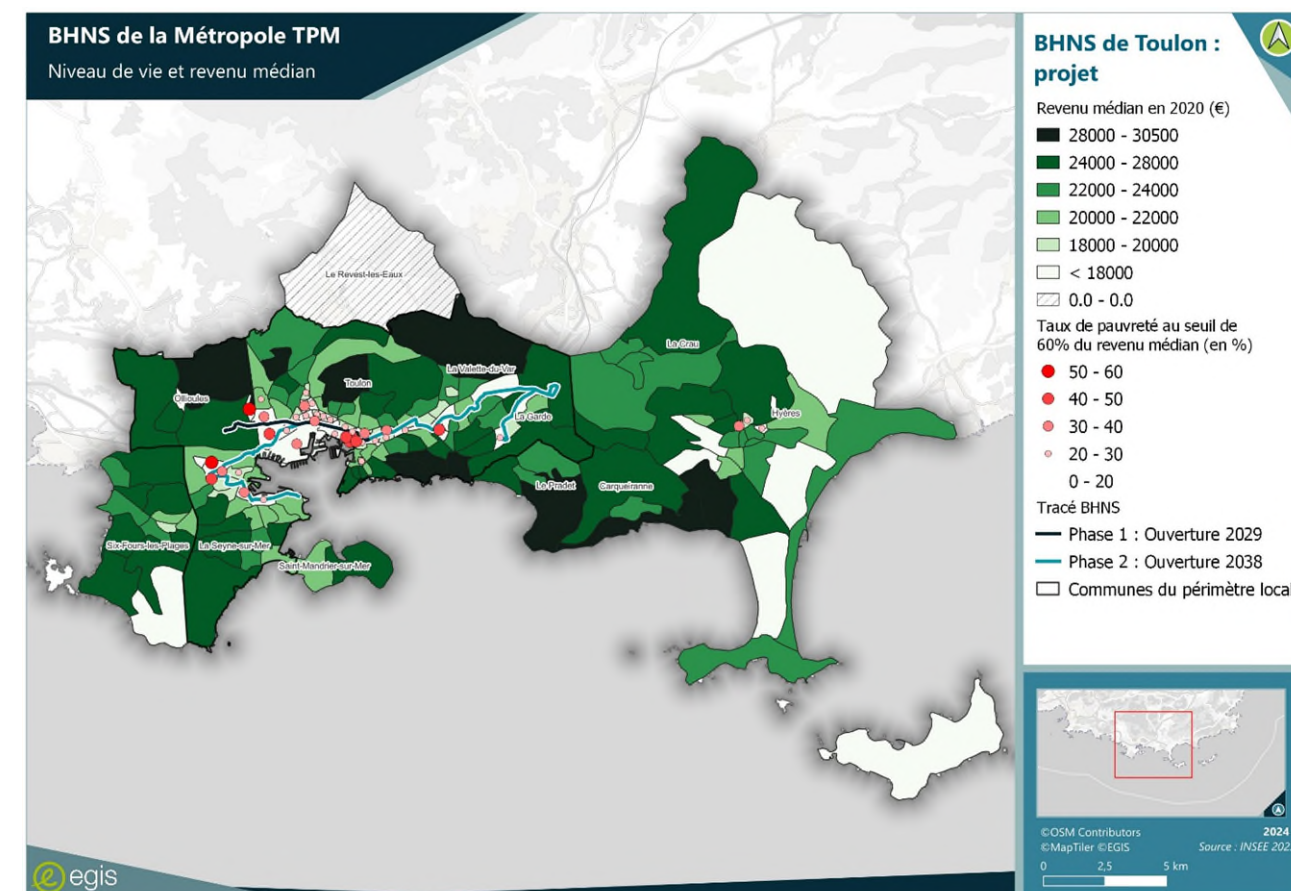 BHNS de la Métropole TPM
Niveau de vie et revenu médian
Le Revest-les-Eaux
La Crau
La Valette-du-Var
Toulon
Ollioules
Hyères
La Garde
Le Pradet
Carqueiranne
Six-Fours-les-Plages
La Seyne-sur-Mer
Saint-Mandrier-sur-Mer
egis
BHNS de Toulon :
projet
Revenu médian en 2020 (€)
28000 - 30500
24000 - 28000
22000 - 24000
20000 - 22000
18000 - 20000
< 18000
0.0 - 0.0
Taux de pauvreté au seuil de
60% du revenu médian (en %)
50 - 60
40 - 50
30 - 40
20 - 30
0 - 20
Tracé BHNS
Phase 1 : Ouverture 2029
Phase 2 : Ouverture 2038
Communes du périmètre local
©OSM Contributors
2024
©MapTiler ©EGIS
Source : INSEE
0 2,5 5 km